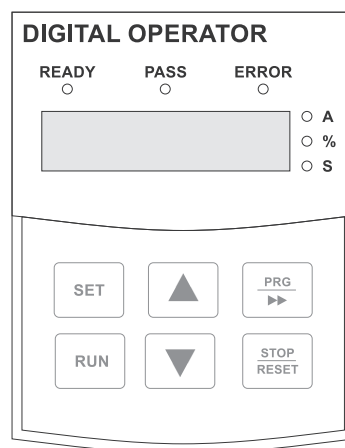 DIGITAL OPERATOR
READY PASS ERROR
A
%
S
SET
PRG
RUN
STOP
RESET